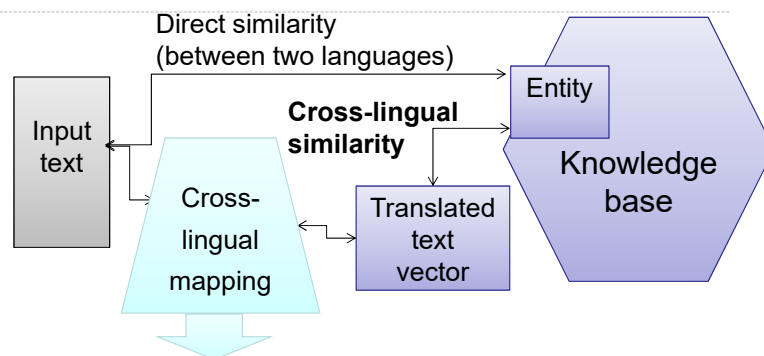 Direct similarity
(between two languages)
Entity
Input
text
Cross-lingual
similarity
Knowledge
base
Cross-
lingual
mapping
Translated
text
vector